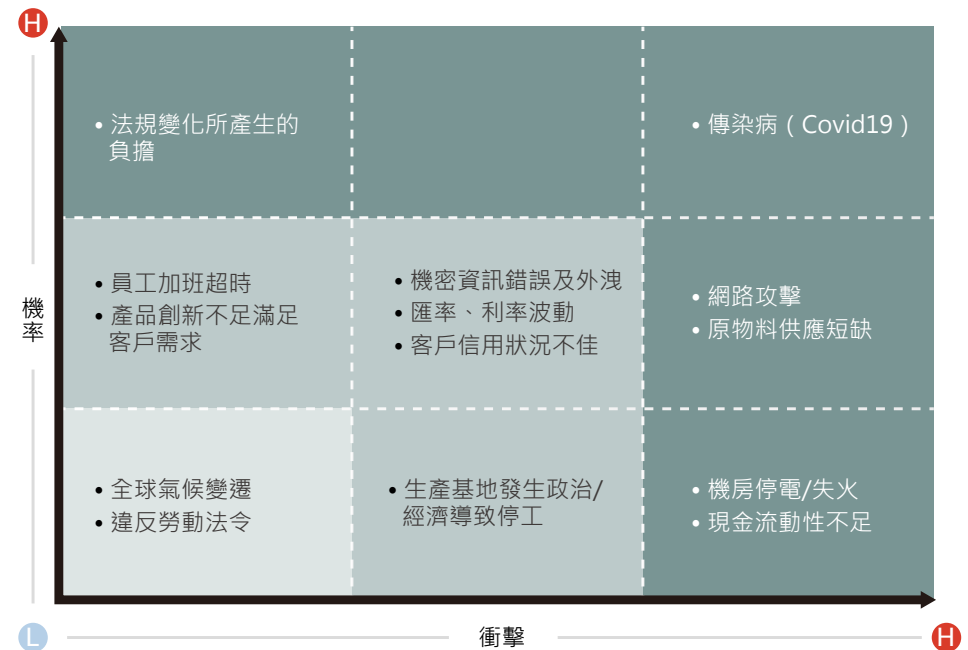 H
• 法規變化所產生的
負擔
• 傳染病（Covid19）
• 員工加班超時
• 產品創新不足滿足
客戶需求
• 機密資訊錯誤及外洩
• 匯率、利率波動
• 客戶信用狀況不佳
• 網路攻擊
• 原物料供應短缺
機率
• 全球氣候變遷
• 違反勞動法令
• 生產基地發生政治/
經濟導致停工
• 機房停電/失火
• 現金流動性不足
L
衝擊
H